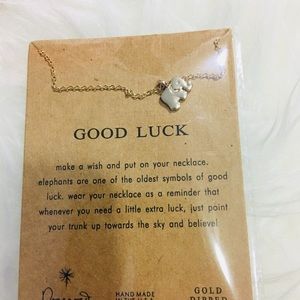 GOOD LUCK
make a wish and put on your necklace.
elephants are one of the oldest symbols of good
luck. wear your necklace as a reminder that
whenever you need a little extra luck, just point
your trunk up towards the sky and believe!
HAND MADE
GOLD
DIPPED